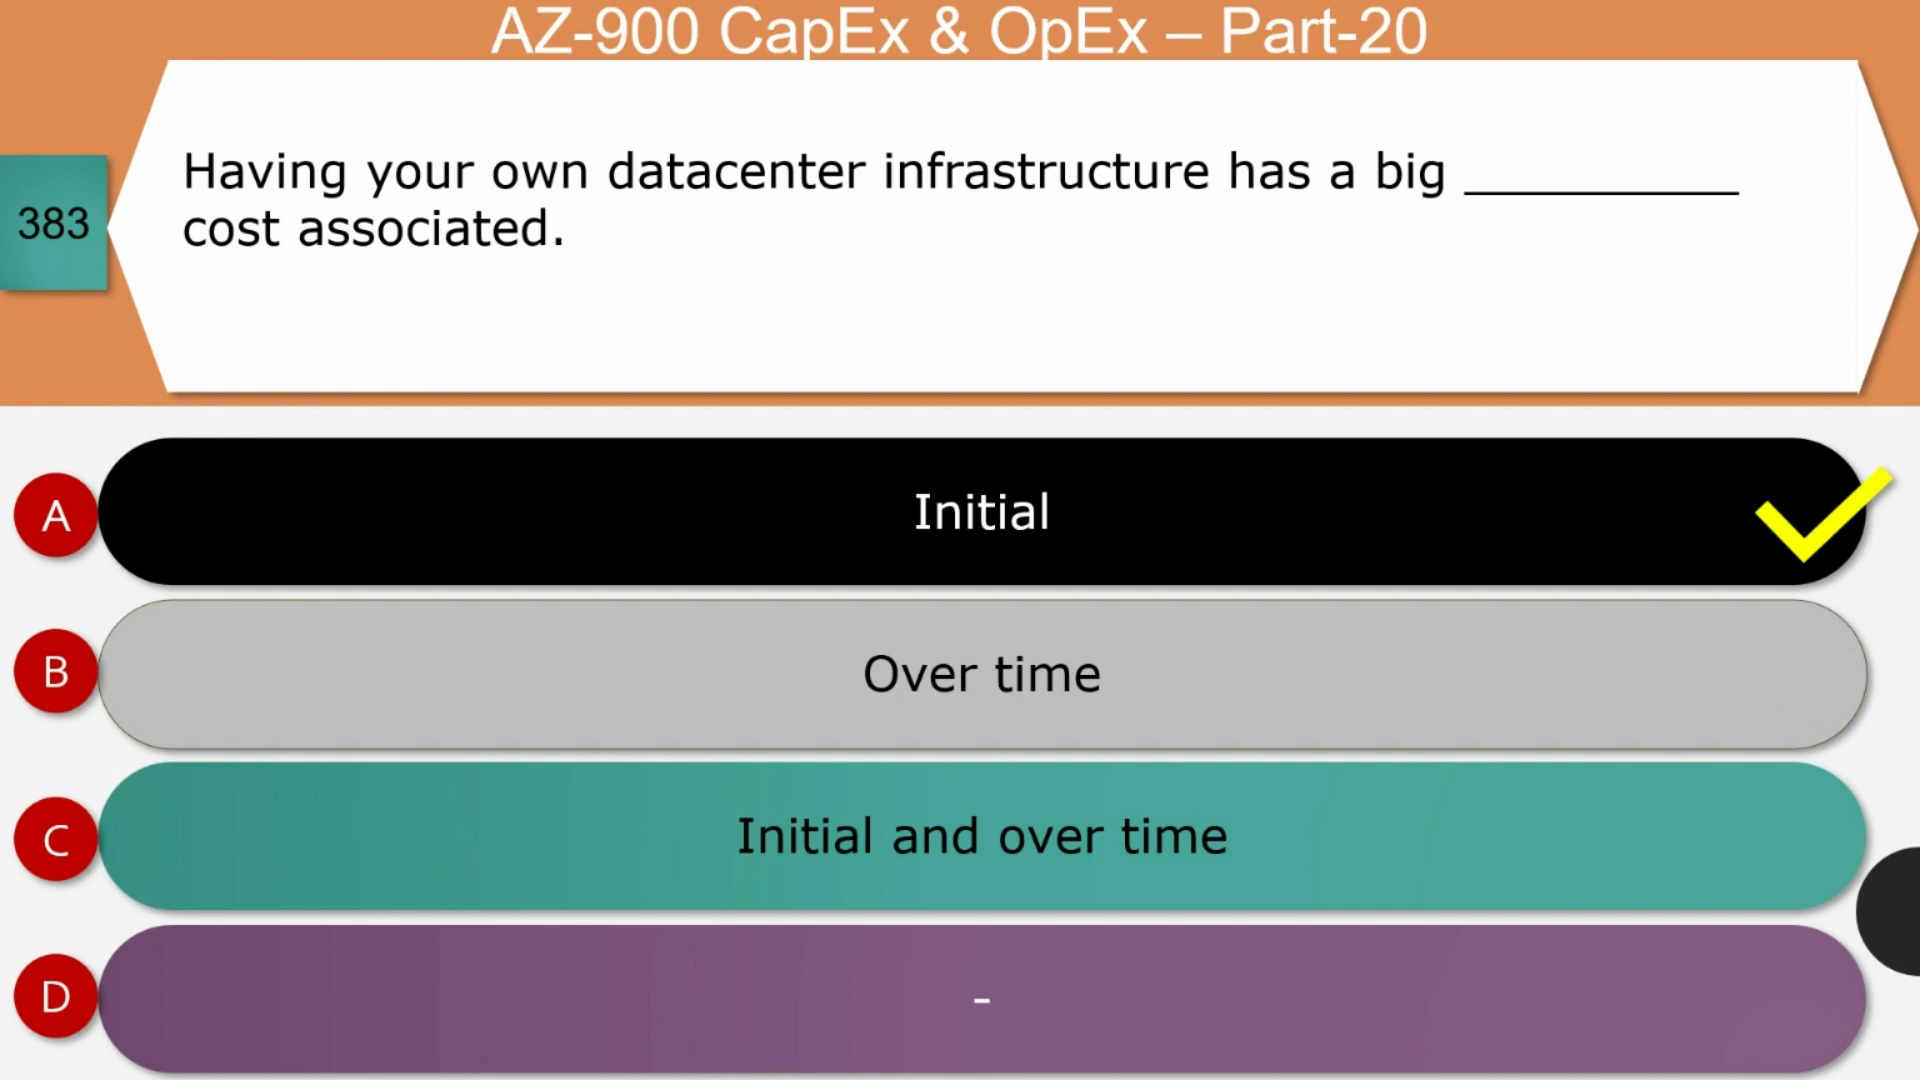 AZ-900 CapEx & OpEx – Part-20
383
Having your own datacenter infrastructure has a big __________
cost associated.
A
Initial
B
Over time
C
Initial and over time
D
-